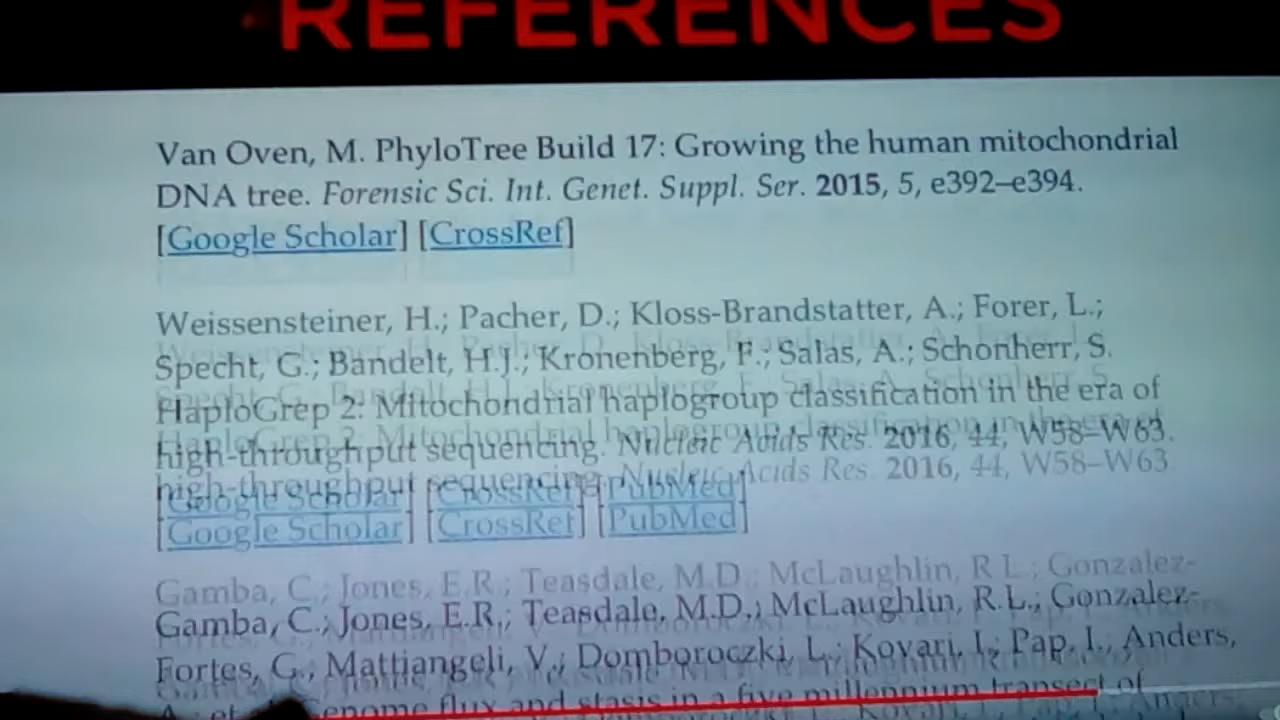 REFERENCES
Van Oven, M. PhyloTree Build 17: Growing the human mitochondrial
DNA tree. Forensic Sci. Int. Genet. Suppl. Ser. 2015, 5, e392–e394.
[Google Scholar] [CrossRef]
Weissensteiner, H.; Pacher, D.; Kloss-Brandstatter, A.; Forer, L.;
Specht, G.; Bandelt, H.J.; Kronenberg, F.; Salas, A.; Schonherr, S.
HaploGrep 2: Mitochondrial haplogroup classification in the era of
high-throughput sequencing. Nucleic Acids Res. 2016, 44, W58–W63.
[Google Scholar] [CrossRef] [PubMed]
Gamba, C.; Jones, E.R.; Teasdale, M.D.; McLaughlin, R.L.; Gonzalez-
Fortes, G.; Mattiangeli, V.; Domboroczki, L.; Kovari, I.; Pap, I.; Anders,
A.; et al. Genome flux and stasis in a five millennium transect of